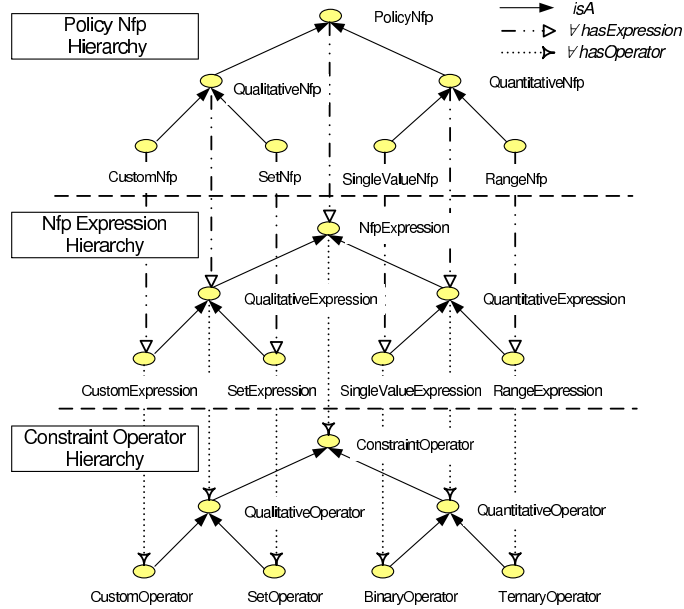 Policy Nfp
Hierarchy
PolicyNfp
isA
∀ hasExpression
∀ hasOperator
QualitativeNfp
QuantitativeNfp
CustomNfp
SetNfp
SingleValueNfp
RangeNfp
Nfp Expression
Hierarchy
NfpExpression
QualitativeExpression
QuantitativeExpression
CustomExpression
SetExpression
SingleValueExpression
RangeExpression
Constraint Operator
Hierarchy
ConstraintOperator
QualitativeOperator
QuantitativeOperator
CustomOperator
SetOperator
BinaryOperator
TernaryOperator